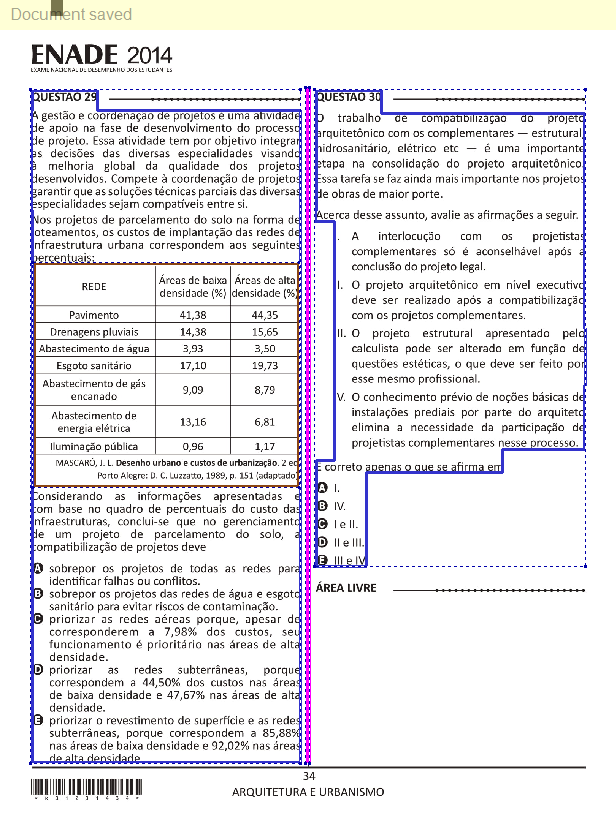 Document saved
ENADE 2014
EXAME NACIONAL DE DESEMPENHO DOS ESTUDANTES
QUESTÃO 29
A gestão e coordenação de projetos é uma atividade
de apoio na fase de desenvolvimento do processo
de projeto. Essa atividade tem por objetivo integrar
as decisões das diversas especialidades visando
à melhoria global da qualidade dos projetos
desenvolvidos. Compete à coordenação de projetos
garantir que as soluções técnicas parciais das diversas
especialidades sejam compatíveis entre si.
Nos projetos de parcelamento do solo na forma de
loteamentos, os custos de implantação das redes de
infraestrutura urbana correspondem aos seguintes
percentuais:
REDE Áreas de baixa densidade (%) Áreas de alta densidade (%)
Pavimento 41,38 44,35
Drenagens pluviais 14,38 15,65
Abastecimento de água 3,93 3,50
Esgoto sanitário 17,10 19,73
Abastecimento de gás encanado 9,09 8,79
Abastecimento de energia elétrica 13,16 6,81
Iluminação pública 0,96 1,17
MASCARÓ, J. L. Desenho urbano e custos de urbanização. 2 ed.
Porto Alegre: D. C. Luzzatto, 1989, p. 151 (adaptado)
Considerando as informações apresentadas e
com base no quadro de percentuais do custo das
infraestruturas, conclui-se que no gerenciamento
de um projeto de parcelamento do solo, a
compatibilização de projetos deve
A sobrepor os projetos de todas as redes para
identificar falhas ou conflitos.
B sobrepor os projetos das redes de água e esgoto
sanitário para evitar riscos de contaminação.
C priorizar as redes aéreas porque, apesar de
corresponderem a 7,98% dos custos, seu
funcionamento é prioritário nas áreas de alta
densidade.
D priorizar as redes subterrâneas, porque
correspondem a 44,50% dos custos nas áreas
de baixa densidade e 47,67% nas áreas de alta
densidade.
E priorizar o revestimento de superfície e as redes
subterrâneas, porque correspondem a 85,88%
nas áreas de baixa densidade e 92,02% nas áreas
de alta densidade
QUESTÃO 30
O trabalho de compatibilização do projeto
arquitetônico com os complementares — estrutural,
hidrosanitário, elétrico etc — é uma importante
etapa na consolidação do projeto arquitetônico.
Essa tarefa se faz ainda mais importante nos projetos
de obras de maior porte.
Acerca desse assunto, avalie as afirmações a seguir.
I. A interlocução com os projetistas
complementares só é aconselhável após a
conclusão do projeto legal.
II. O projeto arquitetônico em nível executivo
deve ser realizado após a compatibilização
com os projetos complementares.
III. O projeto estrutural apresentado pelo
calculista pode ser alterado em função de
questões estéticas, o que deve ser feito por
esse mesmo profissional.
IV. O conhecimento prévio de noções básicas de
instalações prediais por parte do arquiteto
elimina a necessidade da participação de
projetistas complementares nesse processo.
É correto apenas o que se afirma em
A I.
B IV.
C I e II.
D II e III.
E III e IV
ÁREA LIVRE
34
ARQUITETURA E URBANISMO